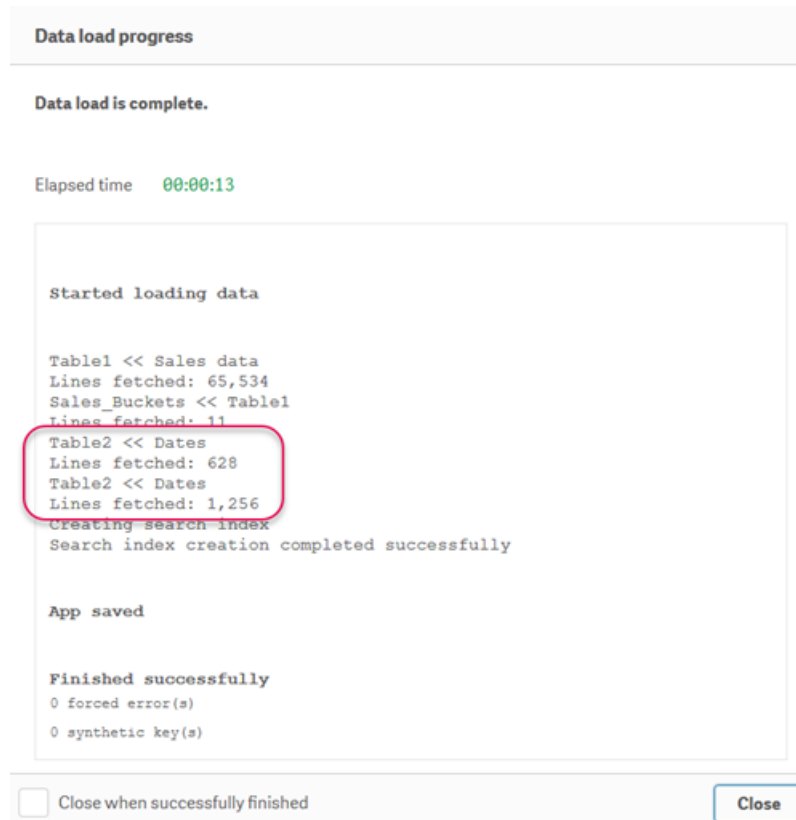 Data load progress
Data load is complete.
Elapsed time 00:00:13
Started loading data
Table1 << Sales data
Lines fetched: 65,534
Sales_Buckets << Table1
Lines fetched: 11
Table2 << Dates
Lines fetched: 628
Table2 << Dates
Lines fetched: 1,256
Creating search index
Search index creation completed successfully
App saved
Finished successfully
0 forced error(s)
0 synthetic key(s)
Close when successfully finished
Close